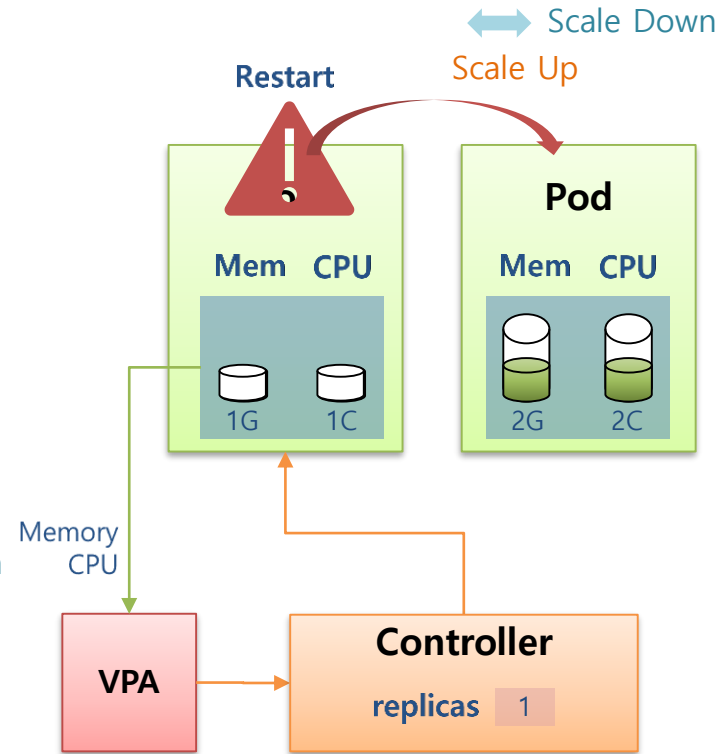 Scale Down
Scale Up
Restart
Pod
Mem CPU
Mem CPU
1G 1C
2G 2C
Memory
CPU
VPA
Controller
replicas 1